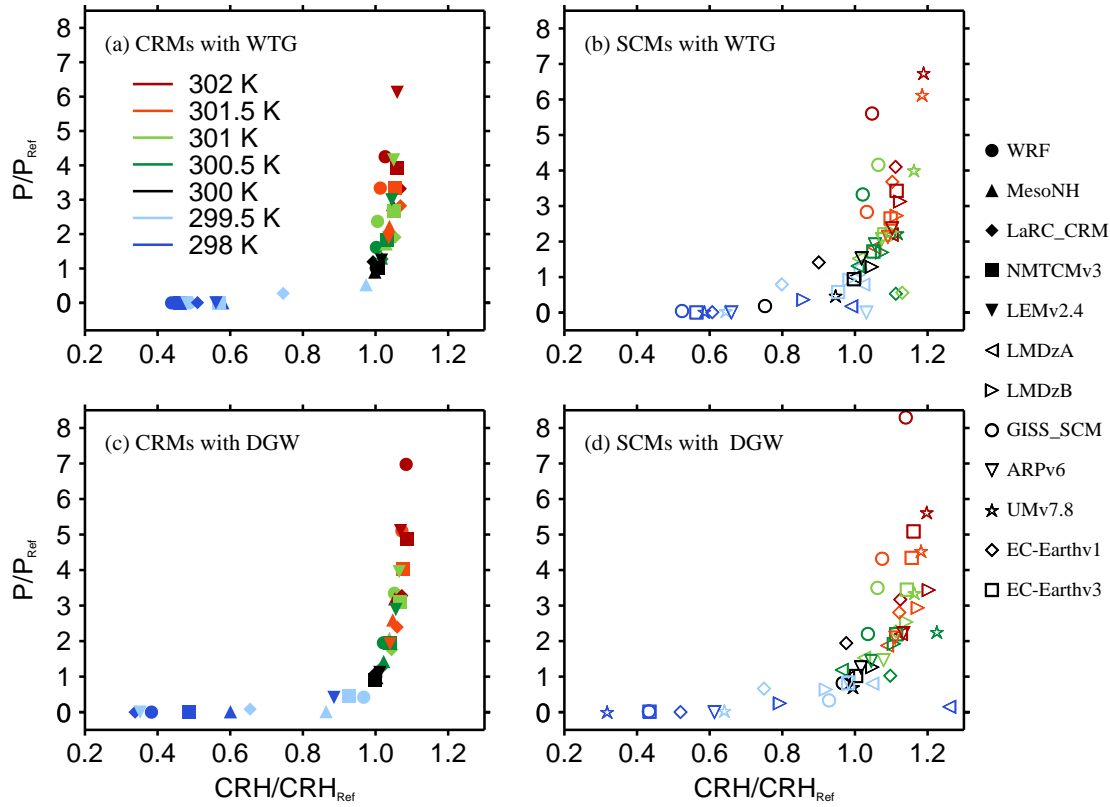 (a) CRMs with WTG
(b) SCMs with WTG
8
7
6
5
4
3
2
1
0
P/P Ref
302 K
301.5 K
301 K
300.5 K
300 K
299.5 K
298 K
0.2 0.4 0.6 0.8 1.0 1.2
8
7
6
5
4
3
2
1
0
0.2 0.4 0.6 0.8 1.0 1.2
WRF
MesoNH
LaRC_CRM
NMTCMv3
LEMv2.4
LMDzA
LMDzB
GISS_SCM
ARPv6
UMv7.8
EC-Earthv1
EC-Earthv3
(c) CRMs with DGW
(d) SCMs with DGW
8
7
6
5
4
3
2
1
0
P/P Ref
0.2 0.4 0.6 0.8 1.0 1.2
CRH/CRH Ref
8
7
6
5
4
3
2
1
0
0.2 0.4 0.6 0.8 1.0 1.2
CRH/CRH Ref